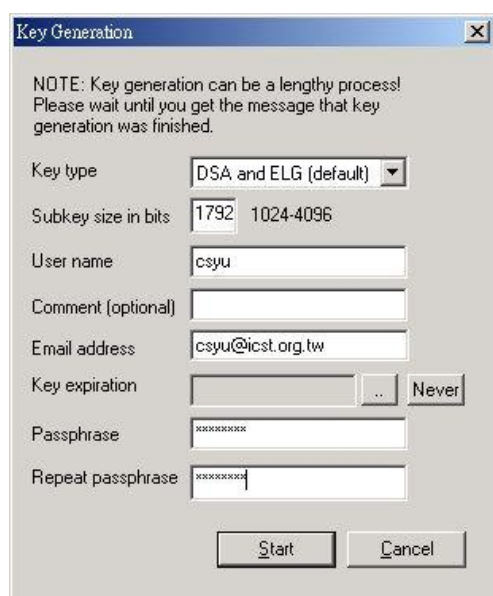 Key Generation
NOTE: Key generation can be a lengthy process!
Please wait until you get the message that key
generation was finished.
Key type DSA and ELG (default)
Subkey size in bits 1792 1024-4096
User name csyu
Comment (optional)
Email address csyu@icst.org.tw
Key expiration .. Never
Passphrase ********
Repeat passphrase ********
Start Cancel